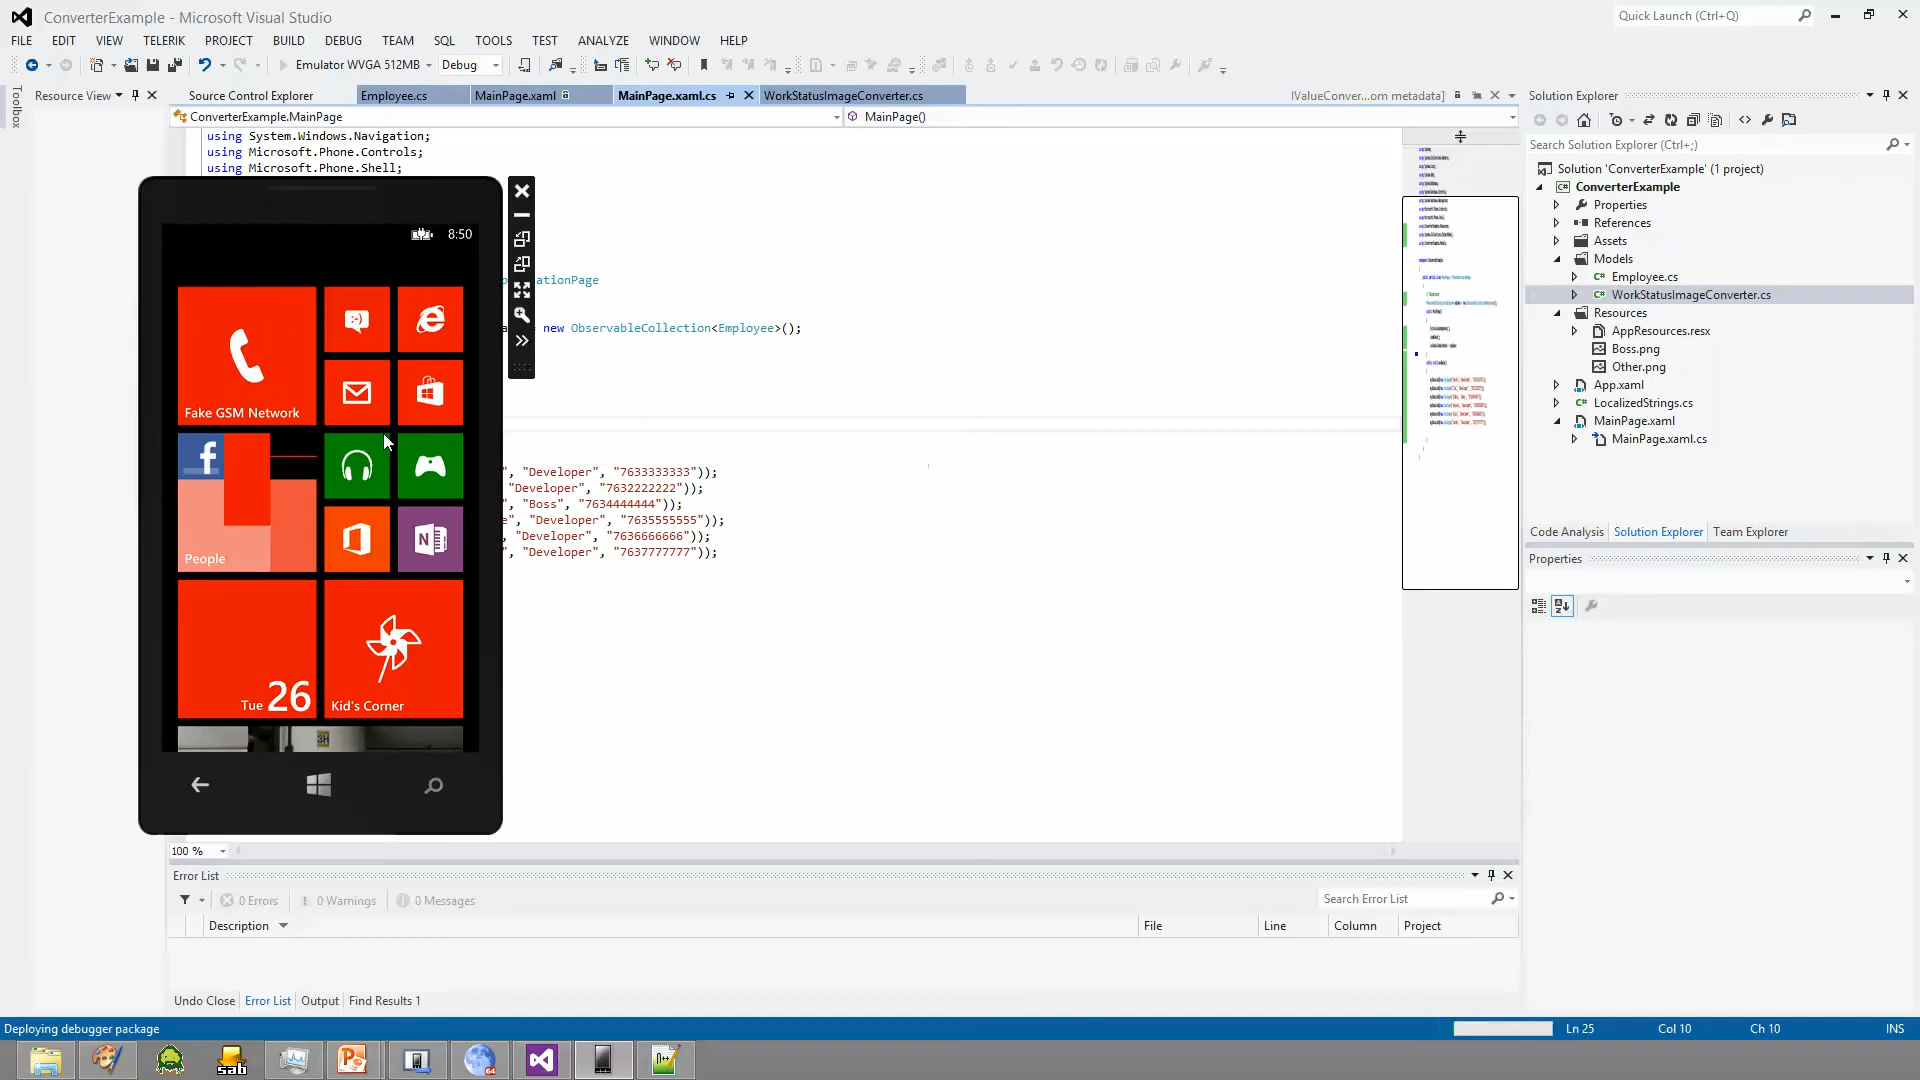 ConverterExample - Microsoft Visual Studio
Quick Launch (Ctrl+Q)
FILE EDIT VIEW TELERIK PROJECT BUILD DEBUG TEAM SQL TOOLS TEST ANALYZE WINDOW HELP
Emulator WVGA 512MB Debug
Toolbox
Resource View
Source Control Explorer Employee.cs MainPage.xaml MainPage.xaml.cs WorkStatusImageConverter.cs IValueConver...om metadata]
ConverterExample.MainPage MainPage()
using System.Windows.Navigation;
using Microsoft.Phone.Controls;
using Microsoft.Phone.Shell;
ationPage
new ObservableCollection<Employee>();
", "Developer", "7633333333"));
"Developer", "7632222222"));
", "Boss", "7634444444"));
e", "Developer", "7635555555"));
, "Developer", "7636666666"));
", "Developer", "7637777777"));
8:50
Fake GSM Network
People
Tue 26
Kid's Corner
3H
100 %
Error List
0 Errors 0 Warnings 0 Messages
Search Error List
Description File Line Column Project
Undo Close Error List Output Find Results 1
Solution Explorer
Search Solution Explorer (Ctrl+;)
Solution 'ConverterExample' (1 project)
ConverterExample
Properties
References
Assets
Models
Employee.cs
WorkStatusImageConverter.cs
Resources
AppResources.resx
Boss.png
Other.png
App.xaml
LocalizedStrings.cs
MainPage.xaml
MainPage.xaml.cs
Code Analysis Solution Explorer Team Explorer
Properties
Deploying debugger package
Ln 25 Col 10 Ch 10 INS
sab
64
n++